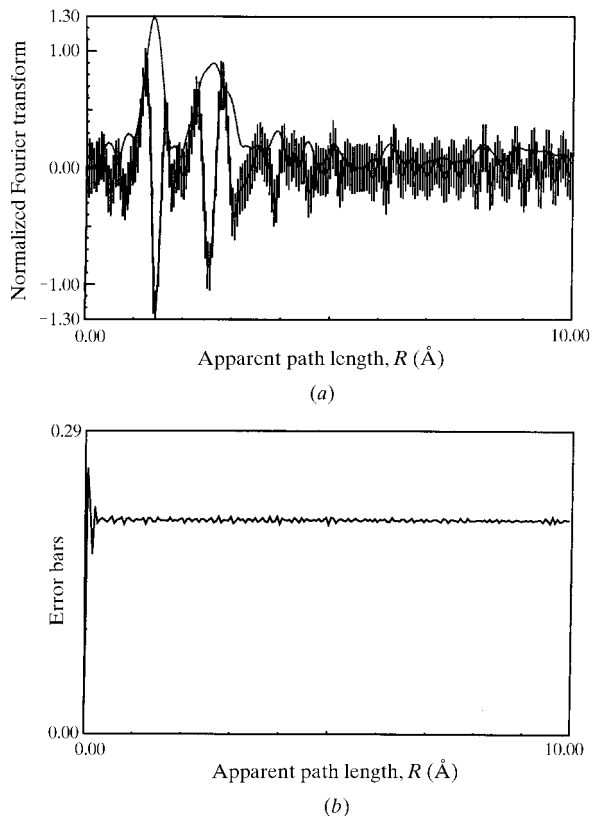 Normalized Fourier transform
1.30
1.00
0.00
−1.00
−1.30
0.00
10.00
Apparent path length, R (Å)
(a)
Error bars
0.29
0.00
0.00
10.00
Apparent path length, R (Å)
(b)